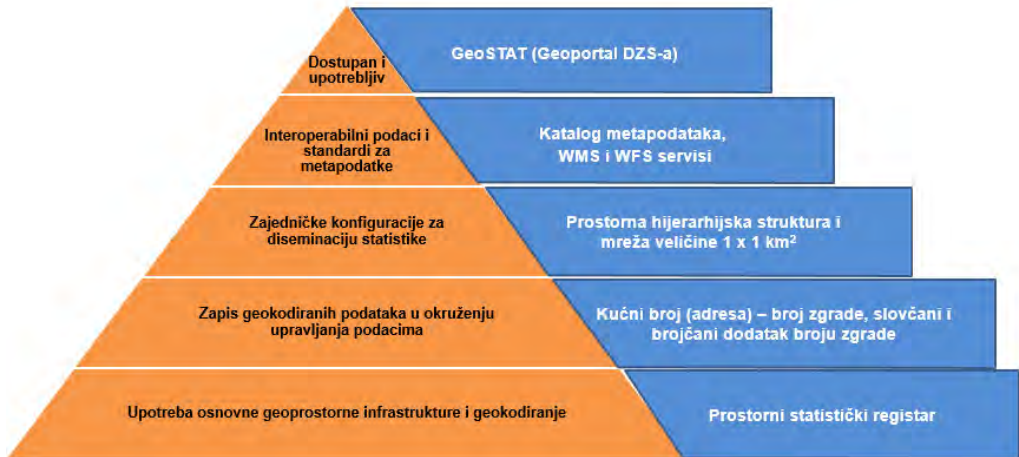 Dostupan i
upotrebljiv
GeoSTAT (Geoportal DZS-a)
Interoperabilni podaci i
standardi za
metapodatke
Katalog metapodataka,
WMS i WFS servisi
Zajedničke konfiguracije za
diseminaciju statistike
Prostorna hijerarhijska struktura i
mreža veličine 1 x 1 km²
Zapis geokodiranih podataka u okruženju
upravljanja podacima
Kućni broj (adresa) – broj zgrade, slovčani i
brojčani dodatak broju zgrade
Upotreba osnovne geoprostorne infrastrukture i geokodiranje
Prostorni statistički registar